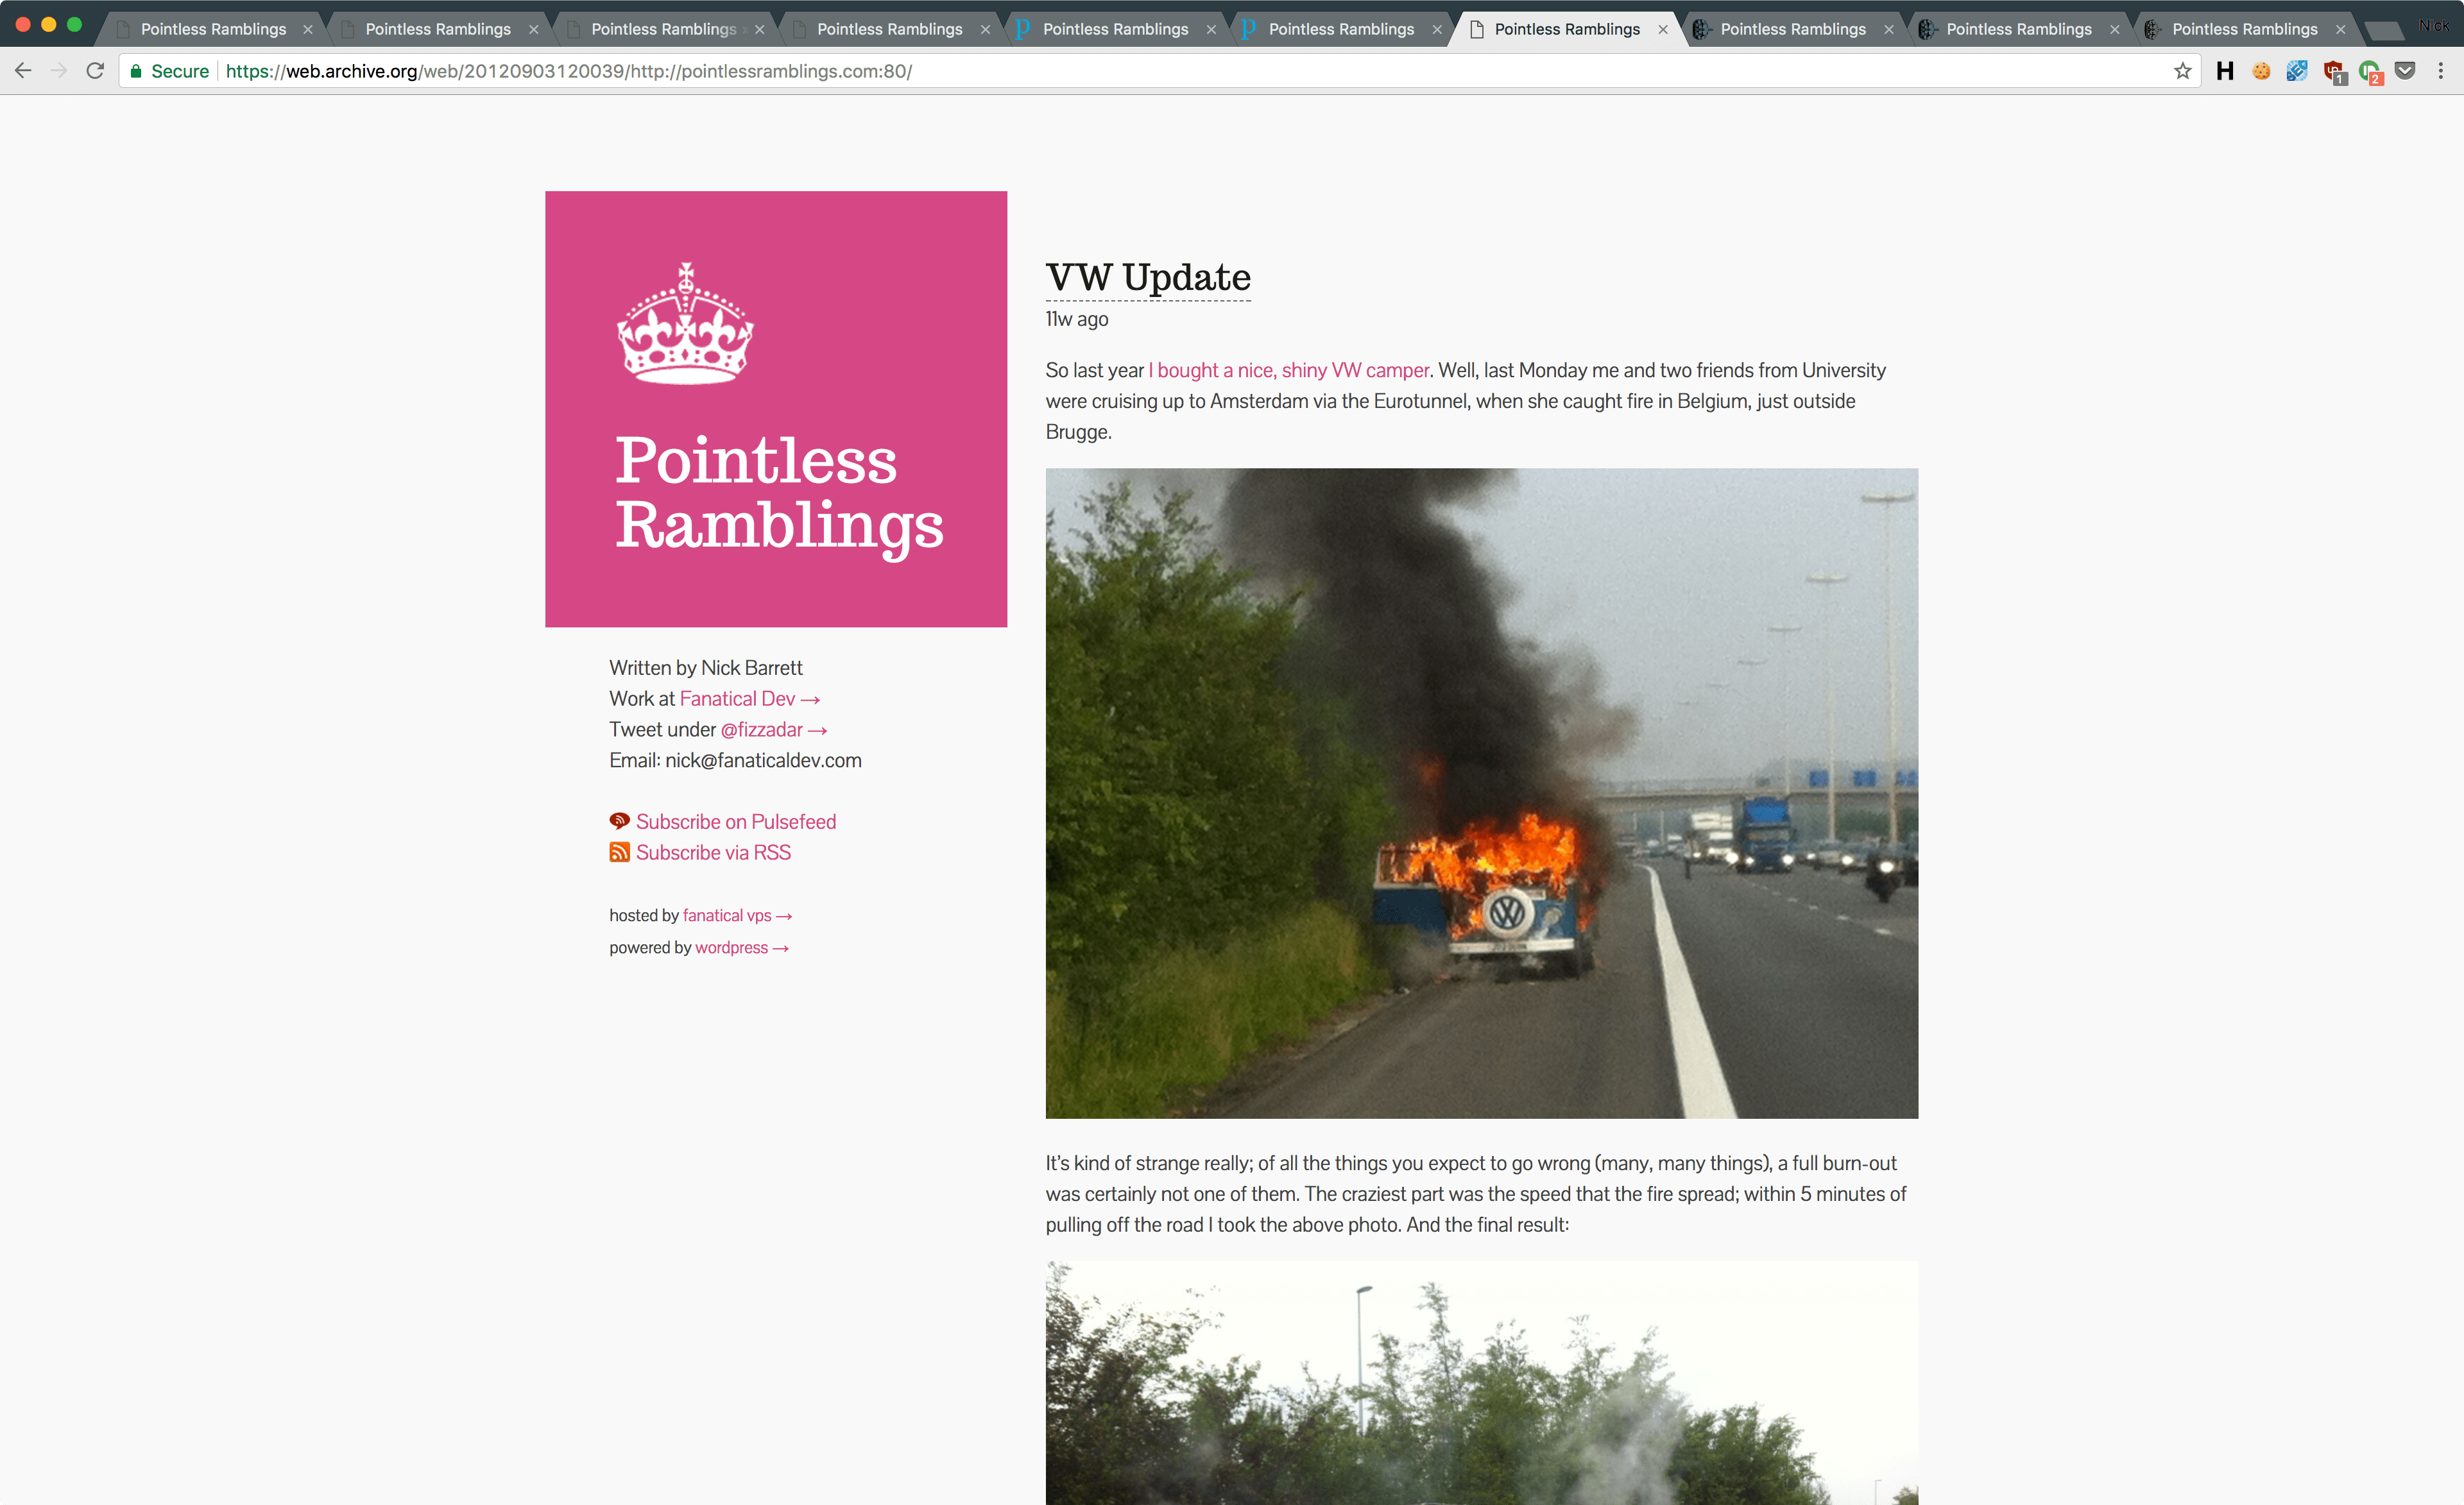 Pointless Ramblings
Pointless Ramblings
Pointless Ramblings
Pointless Ramblings
Pointless Ramblings
Pointless Ramblings
Pointless Ramblings
Pointless Ramblings
Pointless Ramblings
Pointless Ramblings
Nick
Secure https://web.archive.org/web/20120903120039/http://pointlessramblings.com:80/
H
1
2
Pointless
Ramblings
Written by Nick Barrett
Work at Fanatical Dev →
Tweet under @fizzadar →
Email: nick@fanaticaldev.com
Subscribe on Pulsefeed
Subscribe via RSS
hosted by fanatical vps →
powered by wordpress →
VW Update
11w ago
So last year I bought a nice, shiny VW camper. Well, last Monday me and two friends from University
were cruising up to Amsterdam via the Eurotunnel, when she caught fire in Belgium, just outside
Brugge.
It's kind of strange really; of all the things you expect to go wrong (many, many things), a full burn-out
was certainly not one of them. The craziest part was the speed that the fire spread; within 5 minutes of
pulling off the road I took the above photo. And the final result: